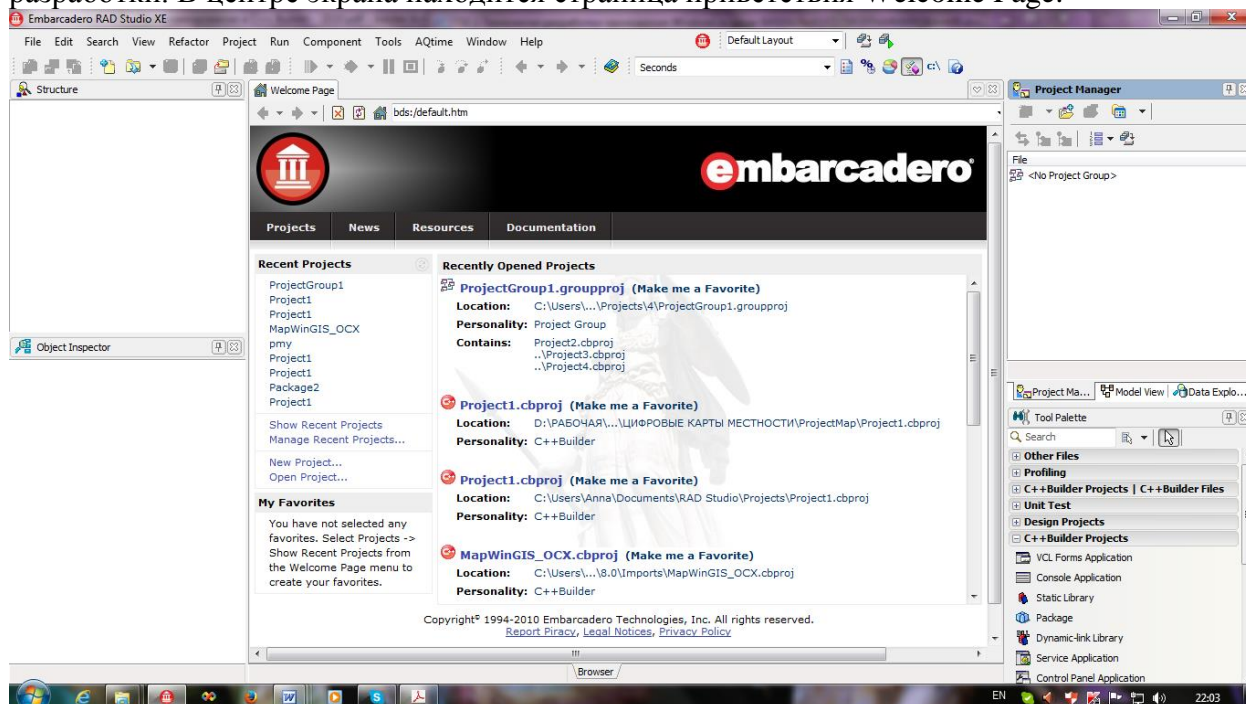 разработки. В центре экрана находится страница приветствия Welcome Page.
Embarcadero RAD Studio XE
File Edit Search View Refactor Project Run Component Tools AQtime Window Help
Default Layout
Seconds
Structure
Welcome Page
bds:/default.htm
embarcadero
Projects News Resources Documentation
Recent Projects
ProjectGroup1
Project1
Project1
MapWinGIS_OCX
pmy
Project1
Project1
Package2
Project1
Show Recent Projects
Manage Recent Projects...
New Project...
Open Project...
My Favorites
You have not selected any
favorites. Select Projects ->
Show Recent Projects from
the Welcome Page menu to
create your favorites.
Recently Opened Projects
ProjectGroup1.groupproj (Make me a Favorite)
Location: C:\Users\...\Projects\4\ProjectGroup1.groupproj
Personality: Project Group
Contains: Project2.cbproj
..\Project3.cbproj
..\Project4.cbproj
Project1.cbproj (Make me a Favorite)
Location: D:\РАБОЧАЯ\...\ЦИФРОВЫЕ КАРТЫ МЕСТНОСТИ\ProjectMap\Project1.cbproj
Personality: C++Builder
Project1.cbproj (Make me a Favorite)
Location: C:\Users\Anna\Documents\RAD Studio\Projects\Project1.cbproj
Personality: C++Builder
MapWinGIS_OCX.cbproj (Make me a Favorite)
Location: C:\Users\...\8.0\Imports\MapWinGIS_OCX.cbproj
Personality: C++Builder
Copyright© 1994-2010 Embarcadero Technologies, Inc. All rights reserved.
Report Piracy, Legal Notices, Privacy Policy
Browser
Object Inspector
Project Manager
File
<No Project Group>
Project Ma... Model View Data Explo...
Tool Palette
Search
Other Files
Profiling
C++Builder Projects | C++Builder Files
Unit Test
Design Projects
C++Builder Projects
VCL Forms Application
Console Application
Static Library
Package
Dynamic-link Library
Service Application
Control Panel Application
EN 22:03